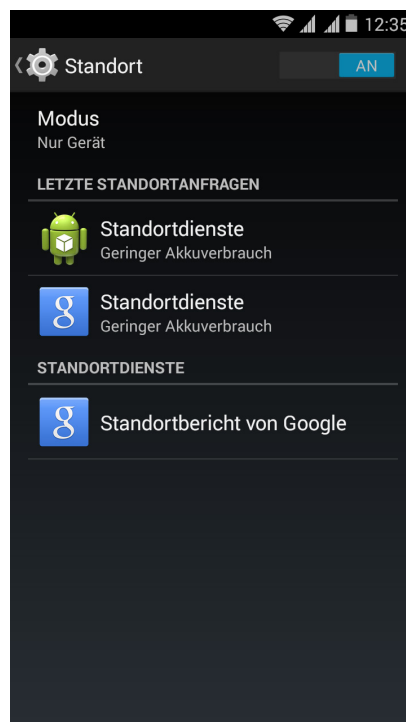 12:35
Standort
AN
Modus
Nur Gerät
LETZTE STANDORTANFRAGEN
Standortdienste
Geringer Akkuverbrauch
Standortdienste
Geringer Akkuverbrauch
STANDORTDIENSTE
Standortbericht von Google